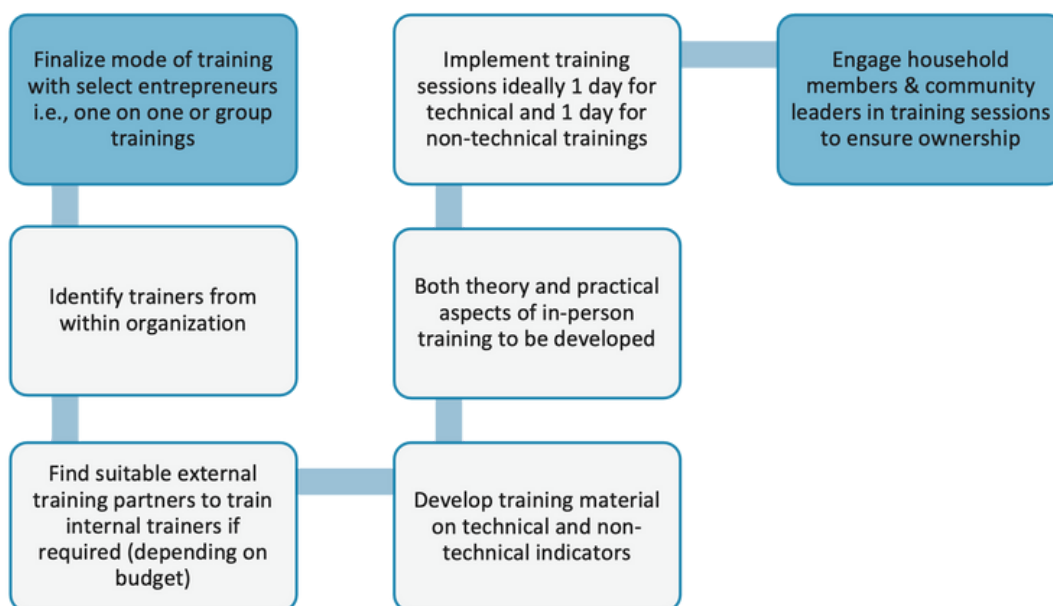 Finalize mode of training
with select entrepreneurs
i.e., one on one or group
trainings
Identify trainers from
within organization
Find suitable external
training partners to train
internal trainers if
required (depending on
budget)
Develop training material
on technical and non-
technical indicators
Both theory and practical
aspects of in-person
training to be developed
Implement training
sessions ideally 1 day for
technical and 1 day for
non-technical trainings
Engage household
members & community
leaders in training sessions
to ensure ownership